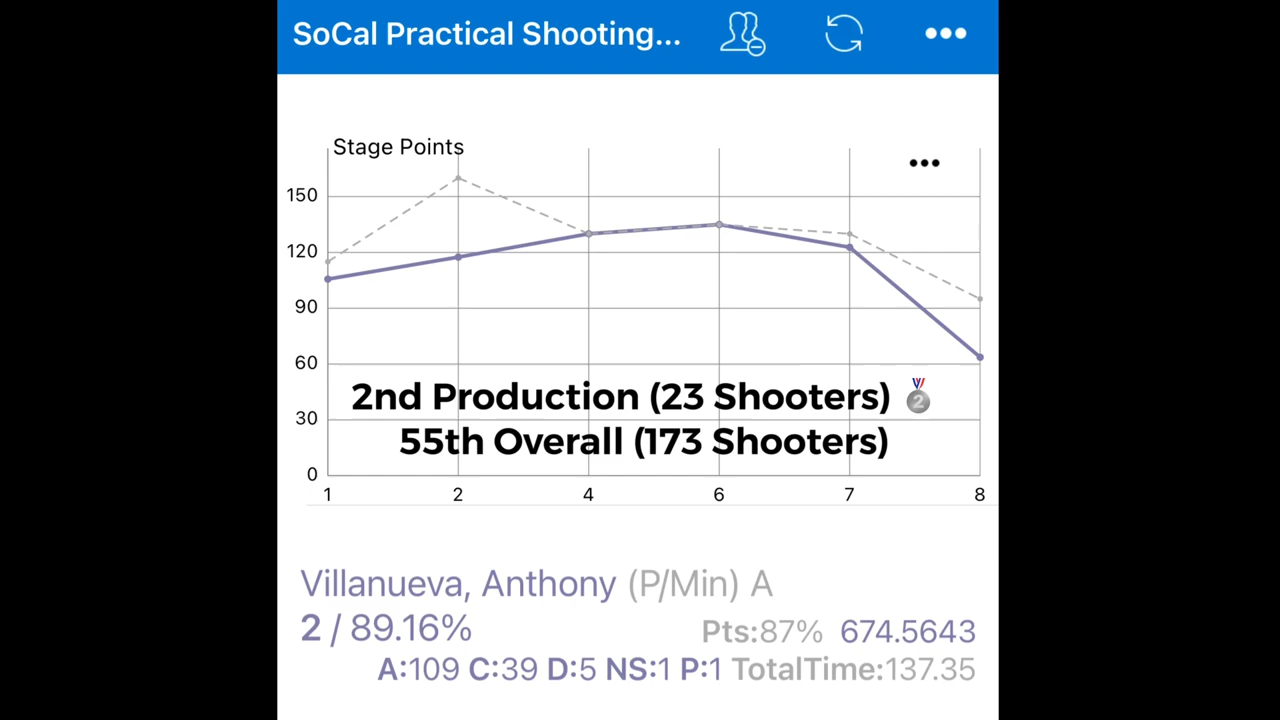 SoCal Practical Shooting...
Stage Points
150
120
90
60
30
0
1 2 4 6 7 8
2nd Production (23 Shooters) 🥈
55th Overall (173 Shooters)
Villanueva, Anthony (P/Min) A
2 / 89.16% Pts:87% 674.5643
A:109 C:39 D:5 NS:1 P:1 TotalTime:137.35